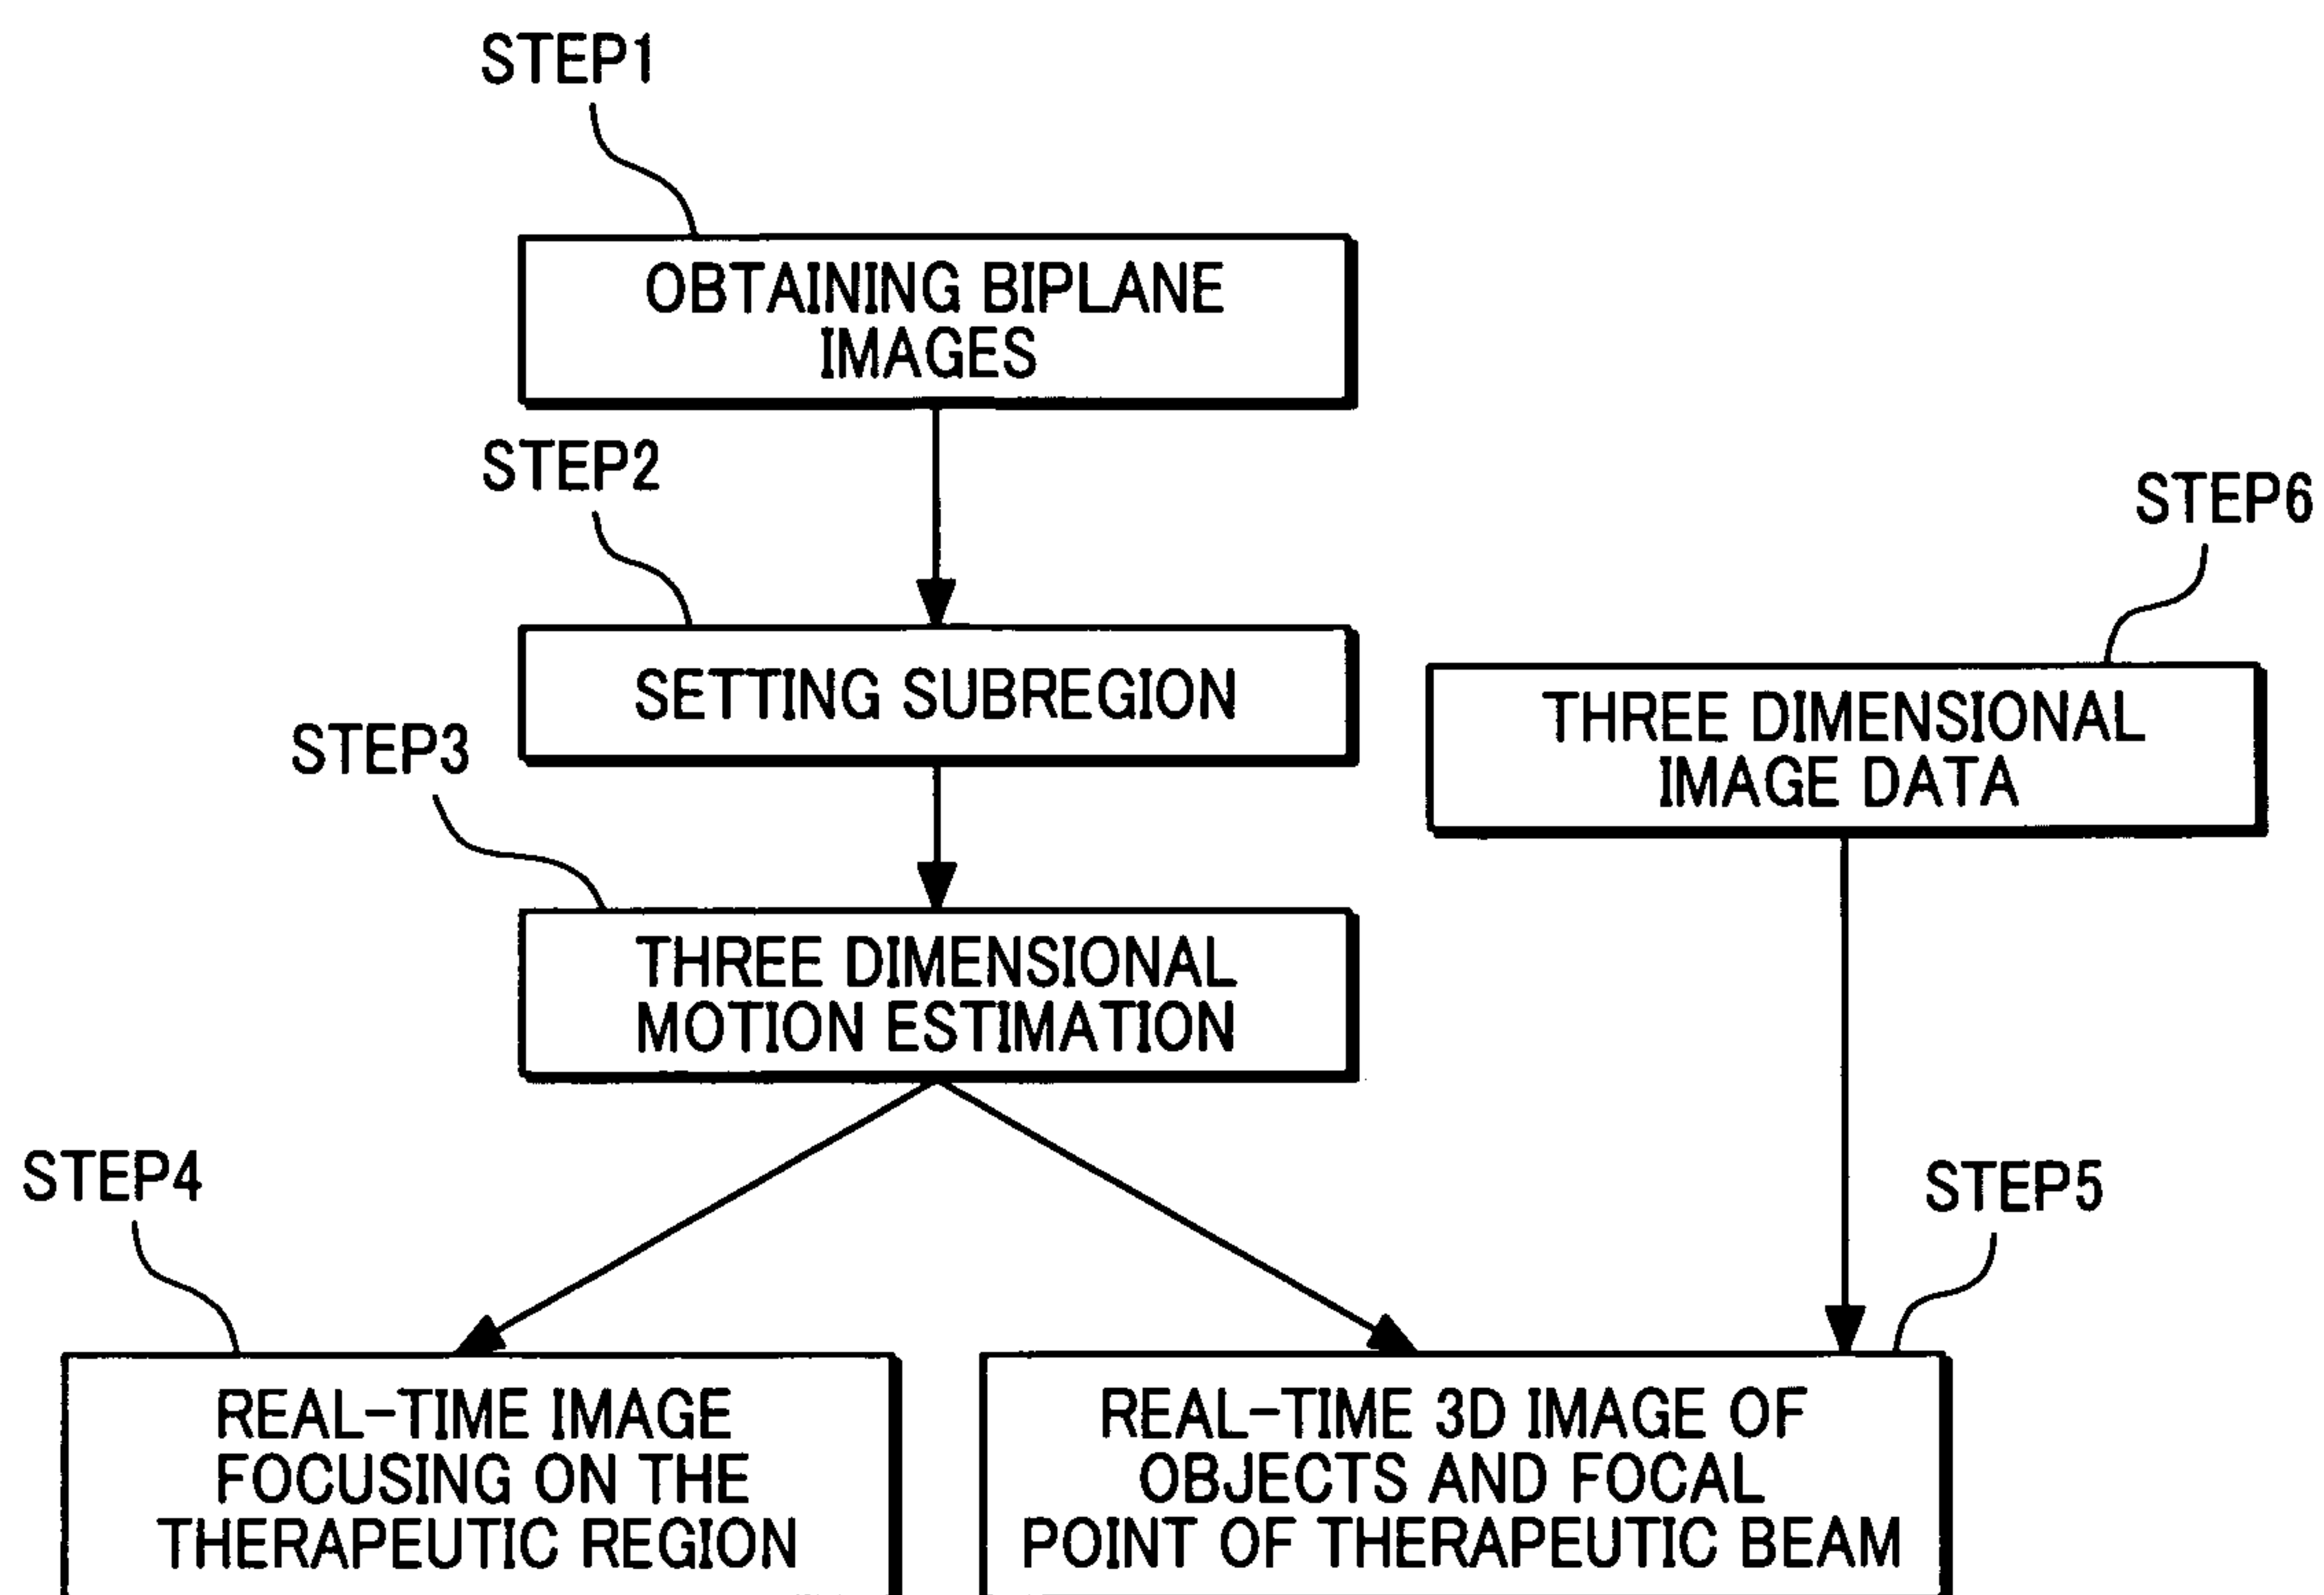 STEP1
OBTAINING BIPLANE
IMAGES
STEP2
SETTING SUBREGION
STEP6
THREE DIMENSIONAL
IMAGE DATA
STEP3
THREE DIMENSIONAL
MOTION ESTIMATION
STEP4
REAL-TIME IMAGE
FOCUSING ON THE
THERAPEUTIC REGION
STEP5
REAL-TIME 3D IMAGE OF
OBJECTS AND FOCAL
POINT OF THERAPEUTIC BEAM